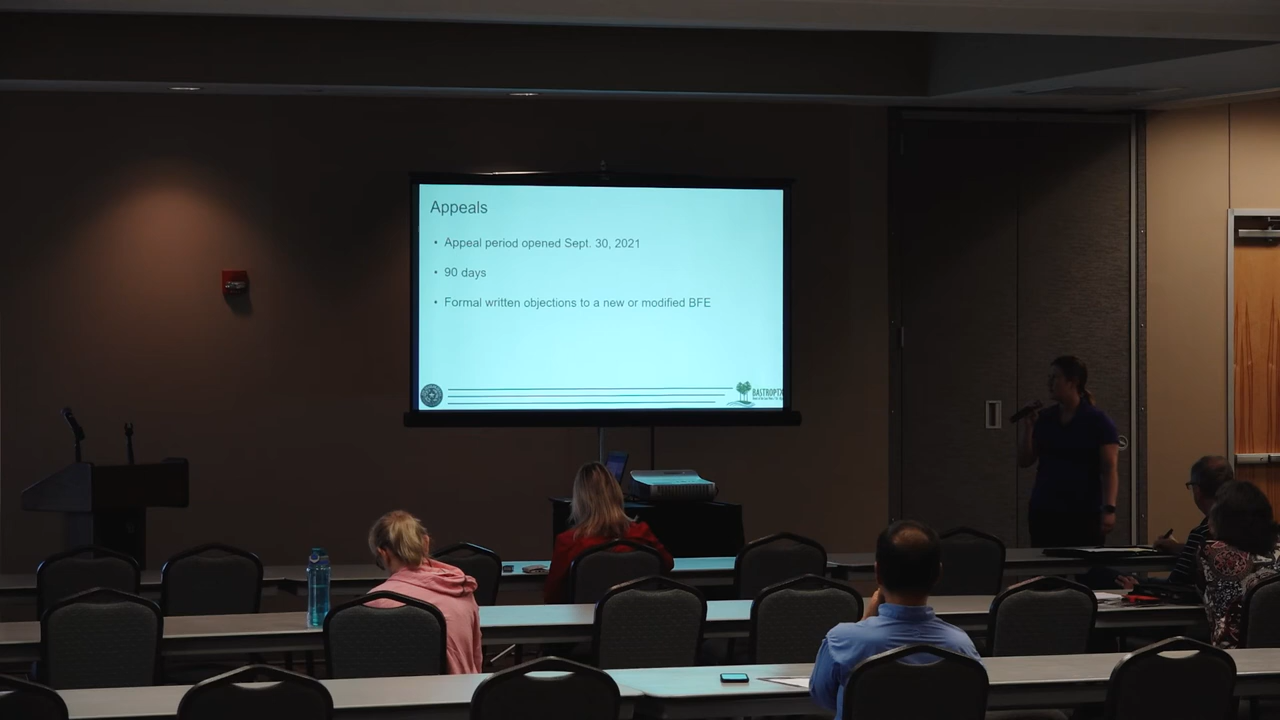 Appeals
• Appeal period opened Sept. 30, 2021
• 90 days
• Formal written objections to a new or modified BFE
BASTROPTX